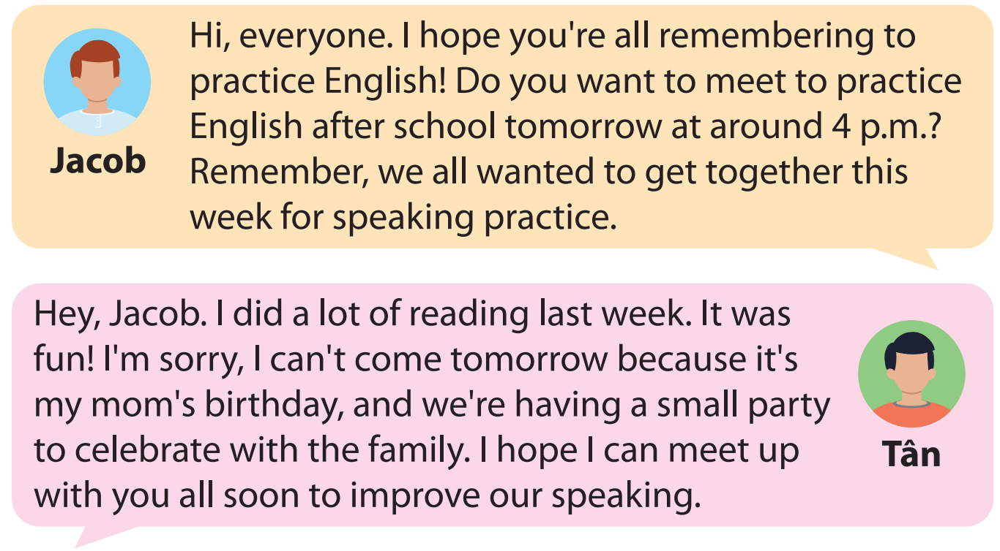 Hi, everyone. I hope you're all remembering to
practice English! Do you want to meet to practice
English after school tomorrow at around 4 p.m.?
Remember, we all wanted to get together this
week for speaking practice.
Jacob
Hey, Jacob. I did a lot of reading last week. It was
fun! I'm sorry, I can't come tomorrow because it's
my mom's birthday, and we're having a small party
to celebrate with the family. I hope I can meet up
with you all soon to improve our speaking.
Tân